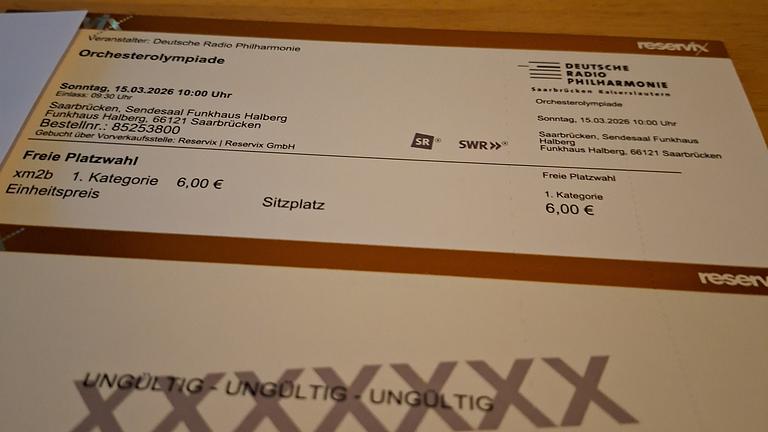 vix
Veranstalter: Deutsche Radio Philharmonie
Orchesterolympiade
Sonntag, 15.03.2026 10:00 Uhr
Einlass: 09:30 Uhr
Saarbrücken, Sendesaal Funkhaus Halberg
Funkhaus Halberg, 66121 Saarbrücken
Bestellnr.: 85253800
Gebucht über Vorverkaufsstelle: Reservix | Reservix GmbH
SR® SWR®
Freie Platzwahl
xm2b 1. Kategorie 6,00 €
Einheitspreis
Sitzplatz
reservix
DEUTSCHE
RADIO
PHILHARMONIE
Saarbrücken Kaiserslautern
Orchesterolympiade
Sonntag, 15.03.2026 10:00 Uhr
Saarbrücken, Sendesaal Funkhaus
Halberg
Funkhaus Halberg, 66121 Saarbrücken
Freie Platzwahl
1. Kategorie
6,00 €
reserv
UNGÜLTIG - UNGÜLTIG - UNGÜLTIG
XXXXXXXX